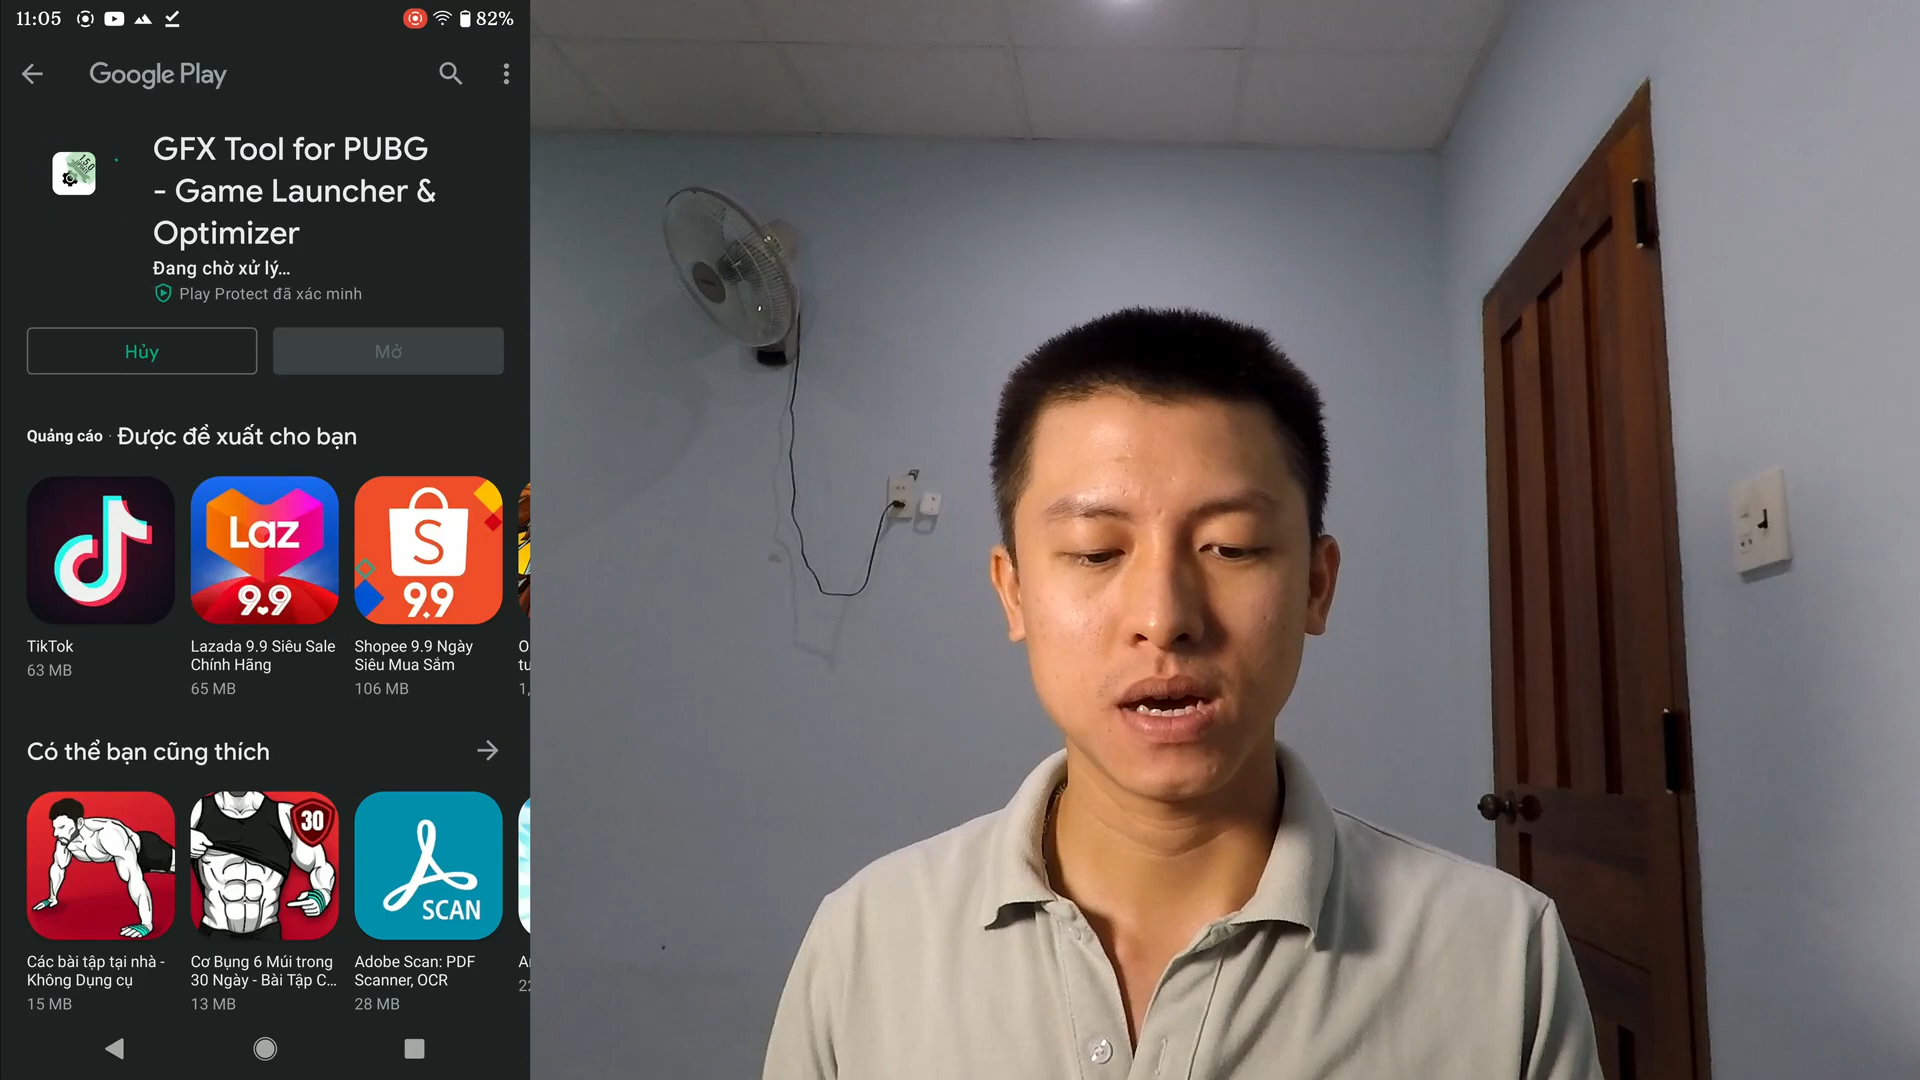 11:05
82%
Google Play
GFX Tool for PUBG
- Game Launcher &
Optimizer
Đang chờ xử lý...
Play Protect đã xác minh
Hủy
Mở
Quảng cáo · Được đề xuất cho bạn
Laz
9.9
S
9.9
TikTok
63 MB
Lazada 9.9 Siêu Sale
Chính Hãng
65 MB
Shopee 9.9 Ngày
Siêu Mua Sắm
106 MB
Có thể bạn cũng thích
30
SCAN
Các bài tập tại nhà -
Không Dụng cụ
15 MB
Cơ Bụng 6 Múi trong
30 Ngày - Bài Tập C...
13 MB
Adobe Scan: PDF
Scanner, OCR
28 MB